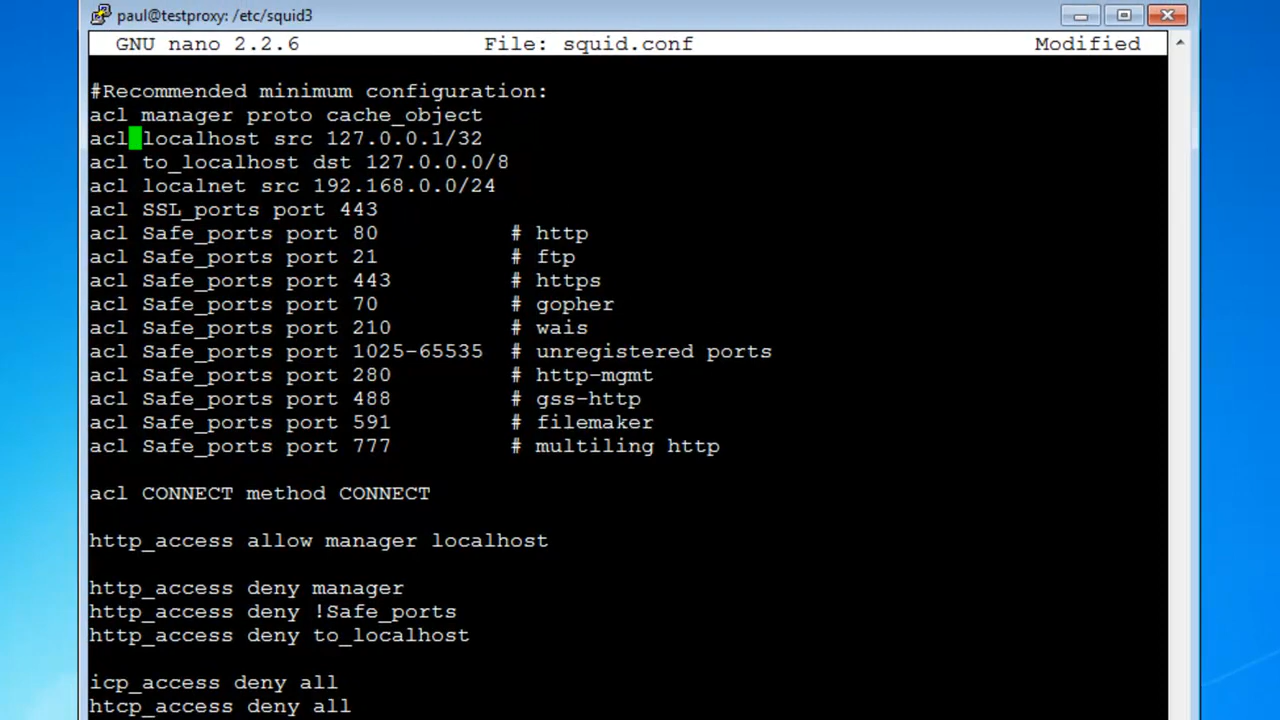 paul@testproxy: /etc/squid3
GNU nano 2.2.6 File: squid.conf Modified
#Recommended minimum configuration:
acl manager proto cache_object
acl localhost src 127.0.0.1/32
acl to_localhost dst 127.0.0.0/8
acl localnet src 192.168.0.0/24
acl SSL_ports port 443
acl Safe_ports port 80 # http
acl Safe_ports port 21 # ftp
acl Safe_ports port 443 # https
acl Safe_ports port 70 # gopher
acl Safe_ports port 210 # wais
acl Safe_ports port 1025-65535 # unregistered ports
acl Safe_ports port 280 # http-mgmt
acl Safe_ports port 488 # gss-http
acl Safe_ports port 591 # filemaker
acl Safe_ports port 777 # multiling http
acl CONNECT method CONNECT
http_access allow manager localhost
http_access deny manager
http_access deny !Safe_ports
http_access deny to_localhost
icp_access deny all
htcp_access deny all